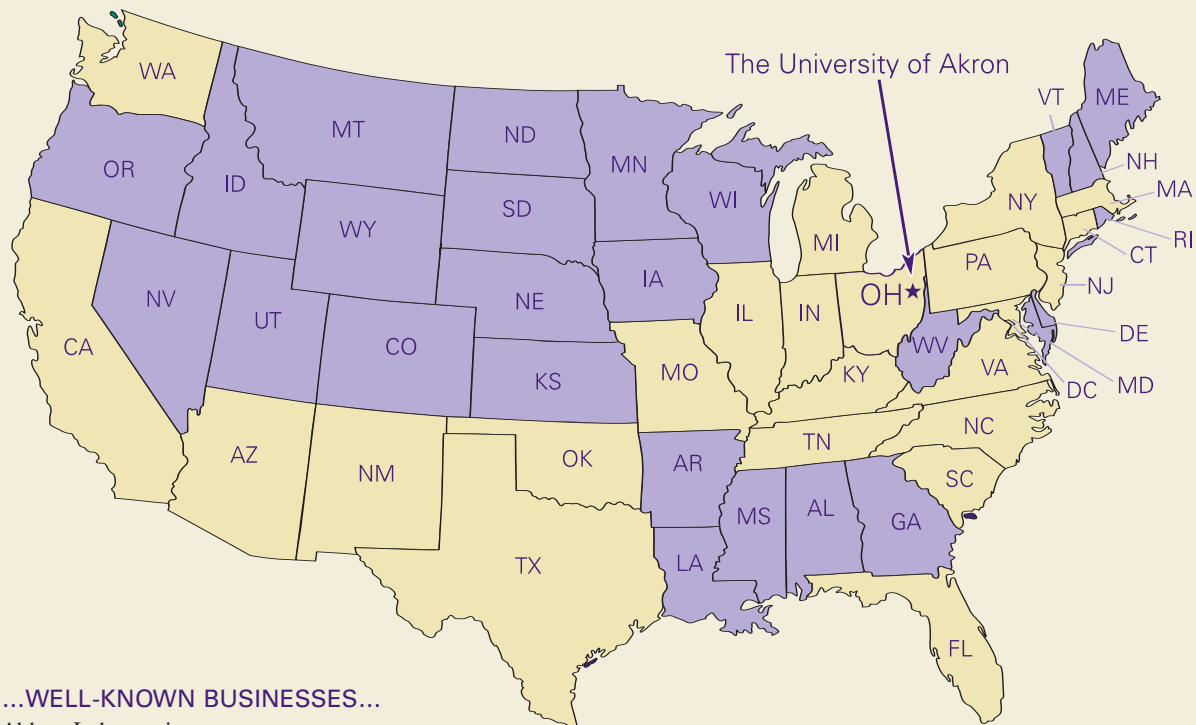 The University of Akron
WA
MT
ND
MN
VT
ME
OR
ID
SD
WI
NH
MA
NY
WY
MI
RI
CT
PA
NJ
NV
NE
IA
OH
UT
IL
IN
DE
CA
CO
WV
MD
KS
MO
KY
VA
DC
AZ
NM
OK
AR
TN
NC
SC
MS
AL
GA
TX
LA
FL
...WELL-KNOWN BUSINESSES...